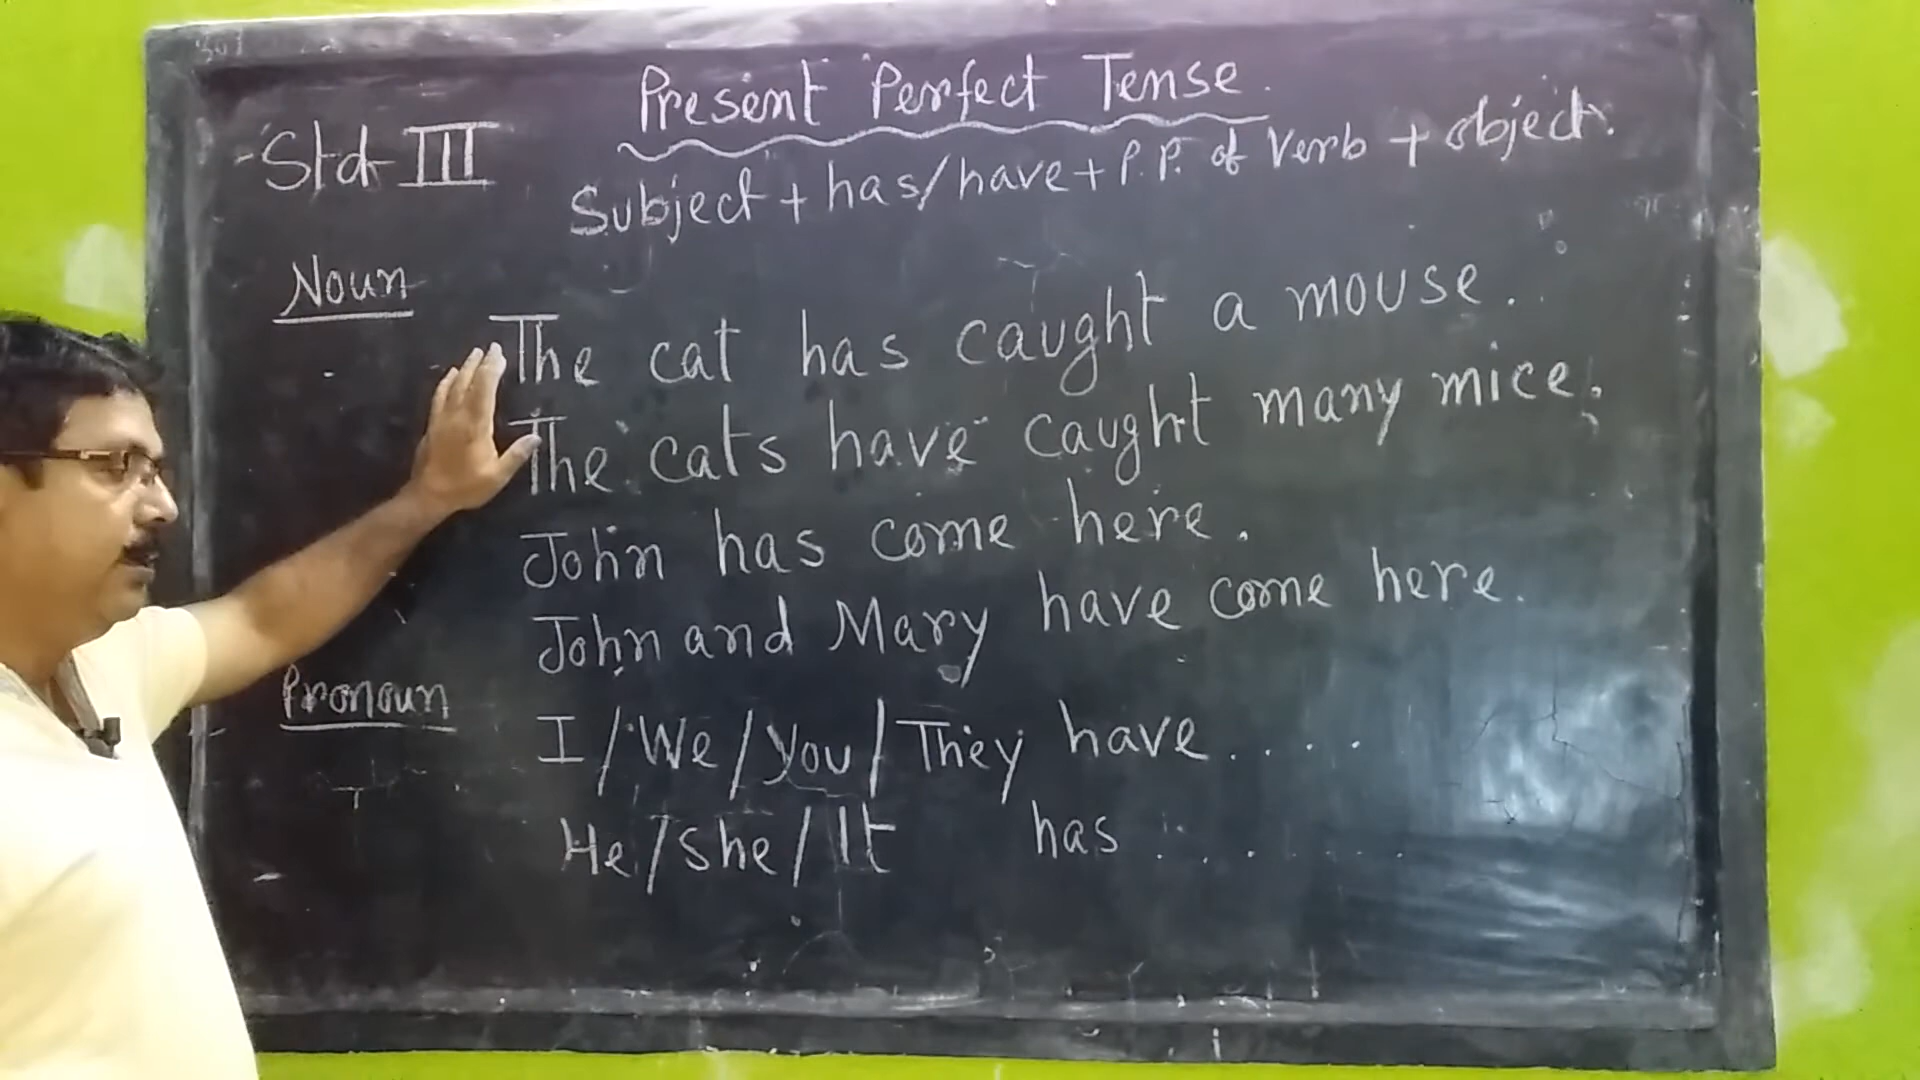 Present Perfect Tense.
Std III
Subject + has/have + P.P. of Verb + object.
Noun
The cat has caught a mouse.
The cats have caught many mice.
John has come here.
John and Mary have come here.
Pronoun
I/We/You/They have.....
He/She/It has.......